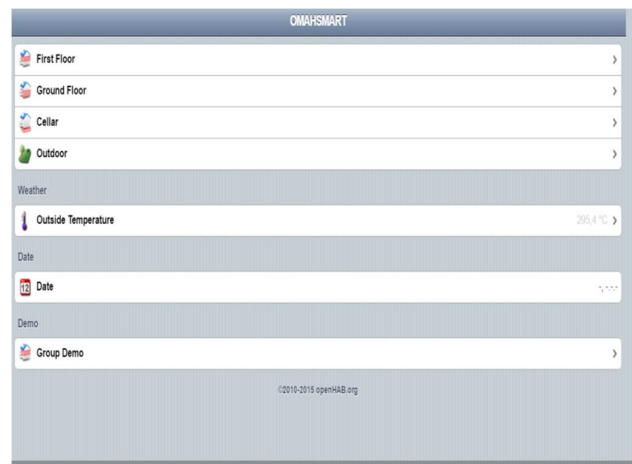 OMAHSMART
First Floor
Ground Floor
Cellar
Outdoor
Weather
Outside Temperature 295,4 °C
Date
12 Date -, -.-.-
Demo
Group Demo
©2010-2015 openHAB.org